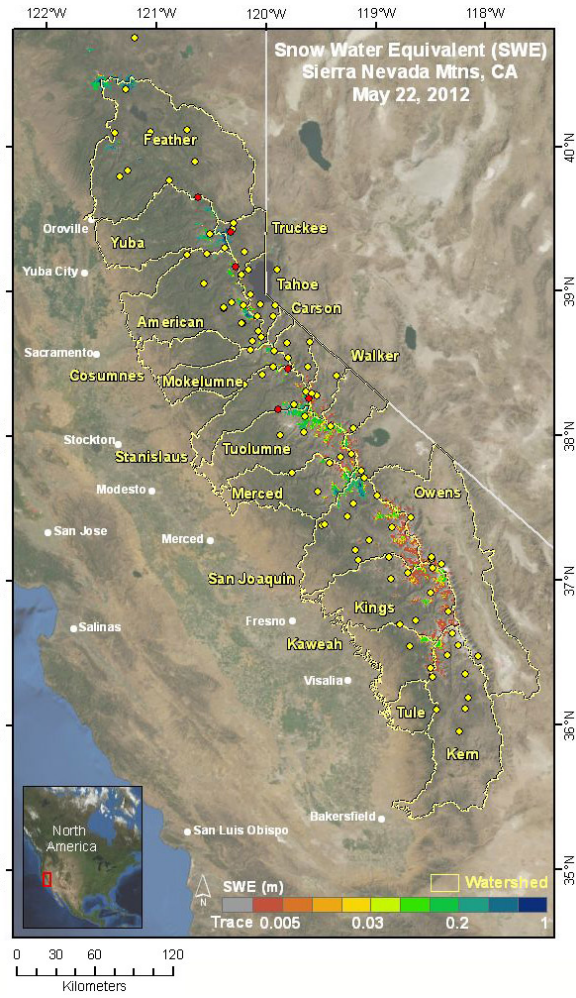 122°W 121°W 120°W 119°W 118°W
Snow Water Equivalent (SWE)
Sierra Nevada Mtns, CA
May 22, 2012
40°N
Feather
Oroville
Truckee
Yuba
Yuba City
Tahoe
39°N
Carson
American
Sacramento
Walker
Cosumnes
Mokelumne
38°N
Stockton
Tuolumne
Stanislaus
Modesto
Merced
Owens
San Jose
Merced
37°N
San Joaquin
Kings
Fresno
Salinas
Kaweah
Visalia
36°N
Tule
Kern
North
America
Bakersfield
San Luis Obispo
35°N
N
SWE (m)
Watershed
Trace 0.005 0.03 0.2 1
0 30 60 120
Kilometers